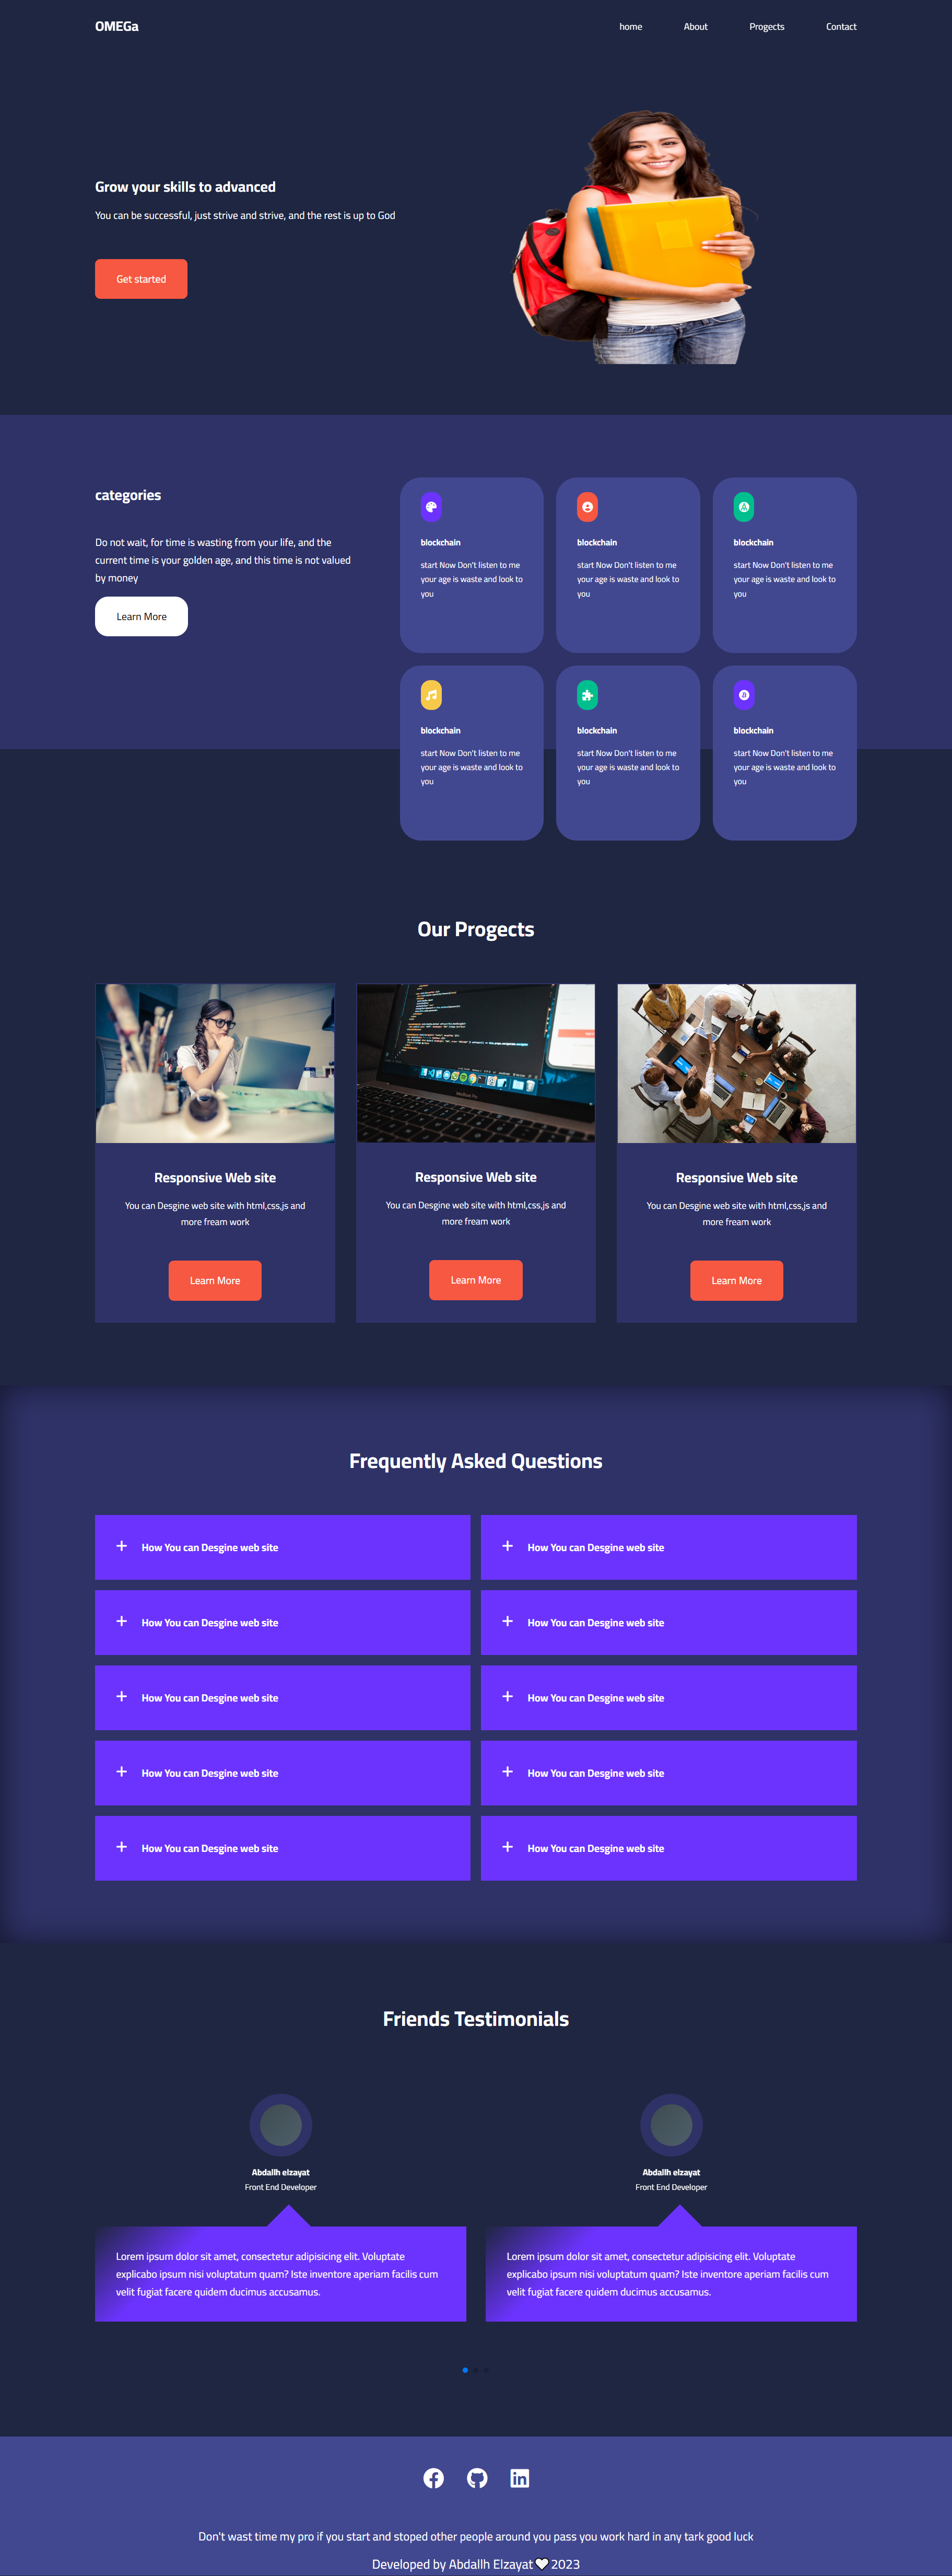 OMEGa
home About Progects Contact
Grow your skills to advanced
You can be successful, just strive and strive, and the rest is up to God
Get started
categories
Do not wait, for time is wasting from your life, and the
current time is your golden age, and this time is not valued
by money
Learn More
blockchain
start Now Don't listen to me
your age is waste and look to
you
blockchain
start Now Don't listen to me
your age is waste and look to
you
blockchain
start Now Don't listen to me
your age is waste and look to
you
blockchain
start Now Don't listen to me
your age is waste and look to
you
blockchain
start Now Don't listen to me
your age is waste and look to
you
blockchain
start Now Don't listen to me
your age is waste and look to
you
Our Progects
Responsive Web site
You can Desgine web site with html,css,js and
more fream work
Learn More
Responsive Web site
You can Desgine web site with html,css,js and
more fream work
Learn More
Responsive Web site
You can Desgine web site with html,css,js and
more fream work
Learn More
Frequently Asked Questions
+ How You can Desgine web site
+ How You can Desgine web site
+ How You can Desgine web site
+ How You can Desgine web site
+ How You can Desgine web site
+ How You can Desgine web site
+ How You can Desgine web site
+ How You can Desgine web site
+ How You can Desgine web site
+ How You can Desgine web site
Friends Testimonials
Abdallh elzayat
Front End Developer
Lorem ipsum dolor sit amet, consectetur adipisicing elit. Voluptate
explicabo ipsum nisi voluptatum quam? Iste inventore aperiam facilis cum
velit fugiat facere quidem ducimus accusamus.
Abdallh elzayat
Front End Developer
Lorem ipsum dolor sit amet, consectetur adipisicing elit. Voluptate
explicabo ipsum nisi voluptatum quam? Iste inventore aperiam facilis cum
velit fugiat facere quidem ducimus accusamus.
Don't wast time my pro if you start and stoped other people around you pass you work hard in any tark good luck
Developed by Abdallh Elzayat 🤍 2023